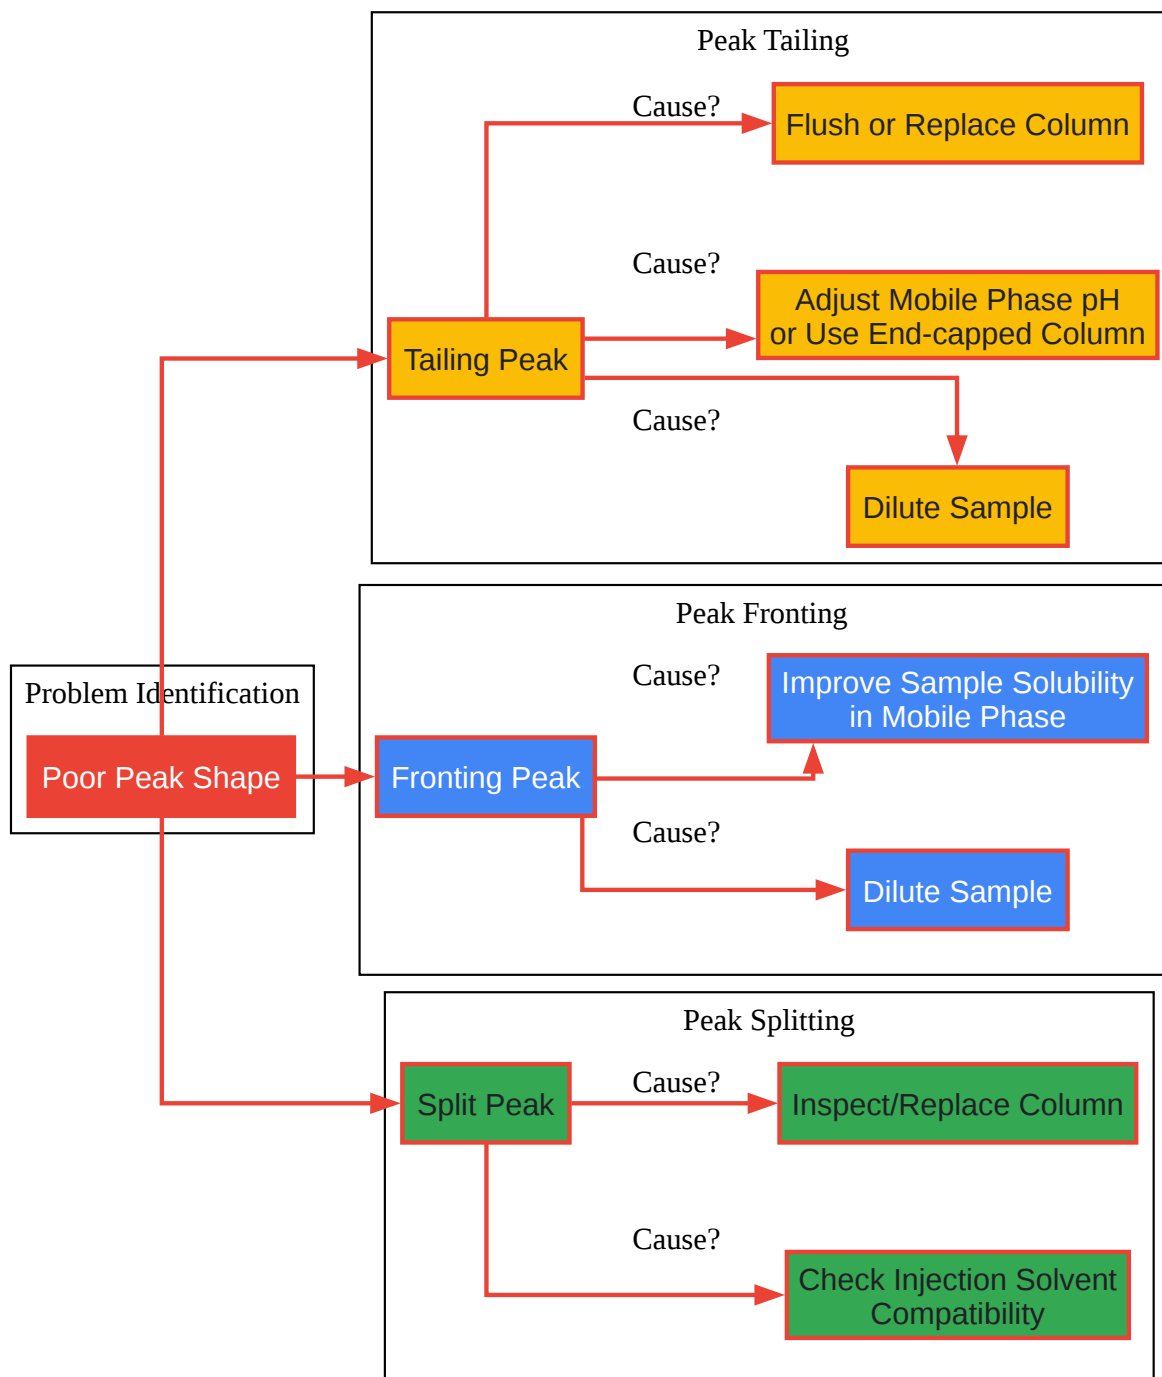 Peak Tailing
Cause?
Flush or Replace Column
Cause?
Adjust Mobile Phase pH
or Use End-capped Column
Tailing Peak
Cause?
Dilute Sample
Peak Fronting
Cause?
Improve Sample Solubility
in Mobile Phase
Problem Identification
Poor Peak Shape
Fronting Peak
Cause?
Dilute Sample
Peak Splitting
Cause?
Split Peak
Inspect/Replace Column
Cause?
Check Injection Solvent
Compatibility